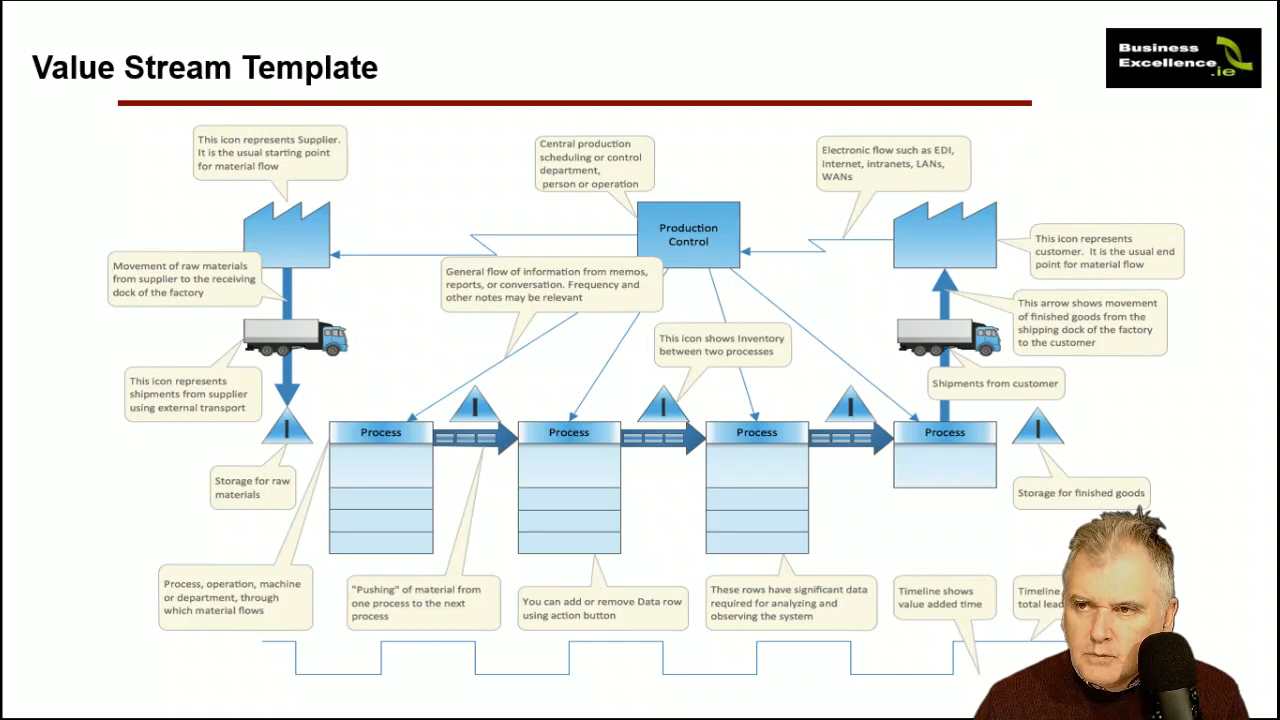 Value Stream Template
Business
Excellence
.ie
This icon represents Supplier.
It is the usual starting point
for material flow
Central production
scheduling or control
department,
person or operation
Electronic flow such as EDI,
Internet, intranets, LANs,
WANs
Production
Control
This icon represents
customer. It is the usual end
point for material flow
Movement of raw materials
from supplier to the receiving
dock of the factory
General flow of information from memos,
reports, or conversation. Frequency and
other notes may be relevant
This arrow shows movement
of finished goods from the
shipping dock of the factory
to the customer
This icon shows Inventory
between two processes
This icon represents
shipments from supplier
using external transport
Shipments from customer
I
I
I
I
I
Process
Process
Process
Process
Storage for raw
materials
Storage for finished goods
Process, operation, machine
or department, through
which material flows
"Pushing" of material from
one process to the next
process
You can add or remove Data row
using action button
These rows have significant data
required for analyzing and
observing the system
Timeline shows
value added time
Timeline
total lead